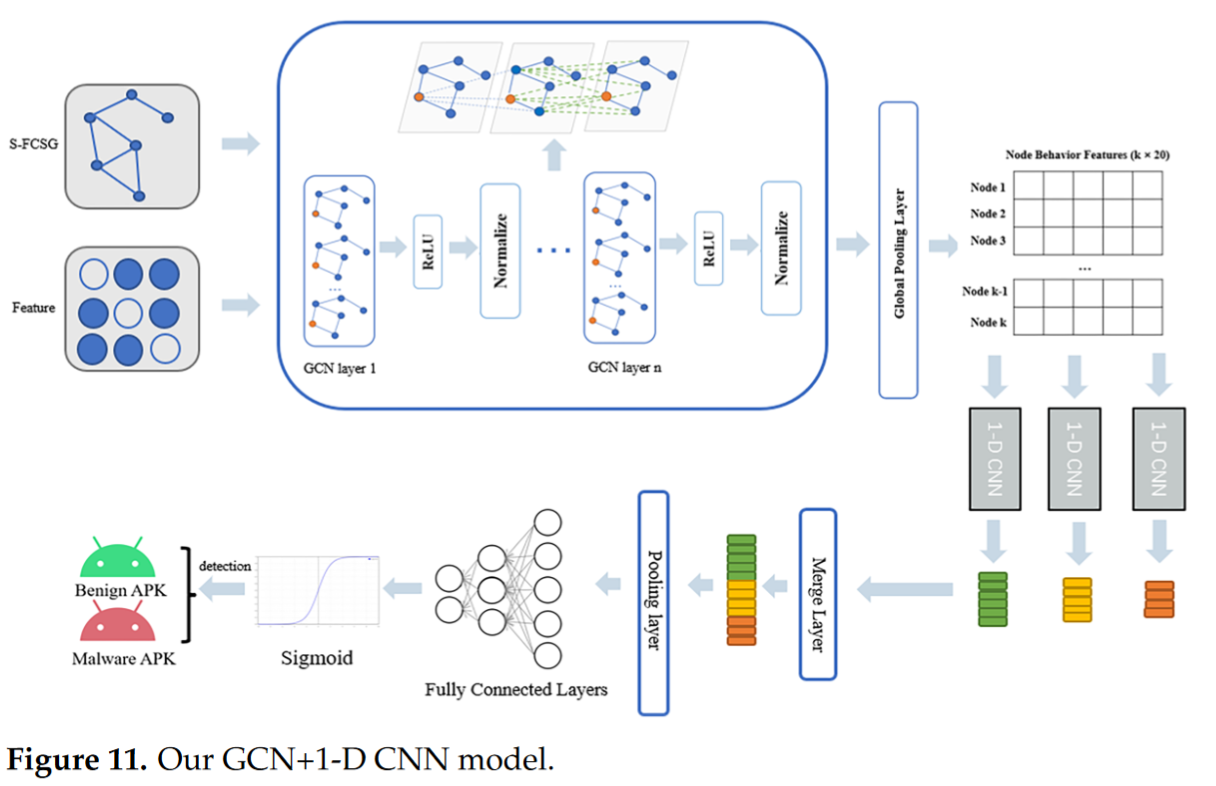 S-FCSG
Feature
GCN layer 1
ReLU
Normalize
...
GCN layer n
ReLU
Normalize
Global Pooling Layer
Node Behavior Features (k × 20)
Node 1
Node 2
Node 3
...
Node k-1
Node k
1-D CNN
1-D CNN
1-D CNN
Merge Layer
Pooling layer
Fully Connected Layers
Sigmoid
detection
Benign APK
Malware APK
Figure 11. Our GCN+1-D CNN model.